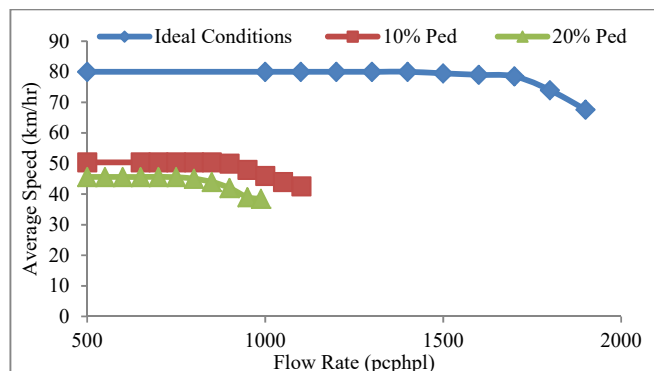 Ideal Conditions 10% Ped 20% Ped
90
80
70
60
50
40
30
20
10
0
Average Speed (km/hr)
500 1000 1500 2000
Flow Rate (pcphpl)